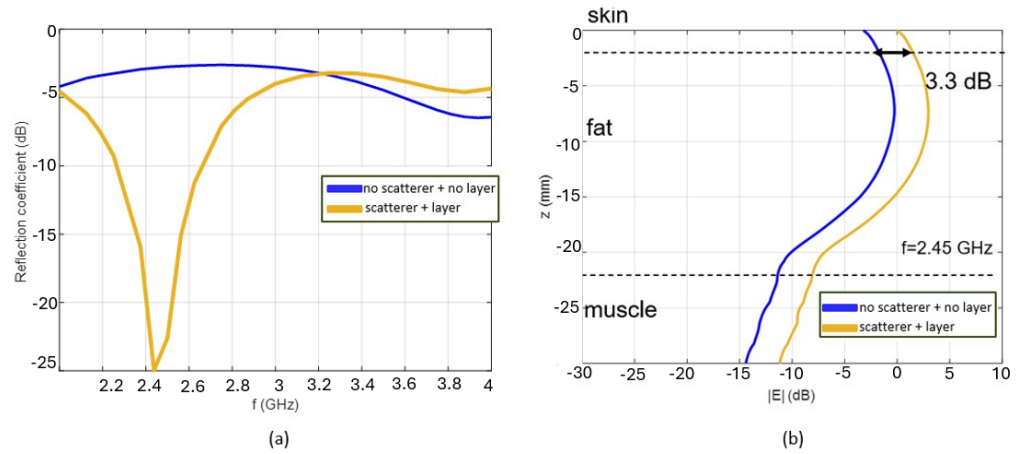 0
-5
-10
-15
-20
-25
2.2
2.4
2.6
2.8
3
3.2
3.4
3.6
3.8
4
Reflection coefficient (dB)
f (GHz)
no scatterer + no layer
scatterer + layer
(a)
skin
fat
muscle
3.3 dB
f=2.45 GHz
no scatterer + no layer
scatterer + layer
0
-5
-10
-15
-20
-25
z (mm)
-30
-25
-20
-15
-10
-5
0
5
10
|E| (dB)
(b)